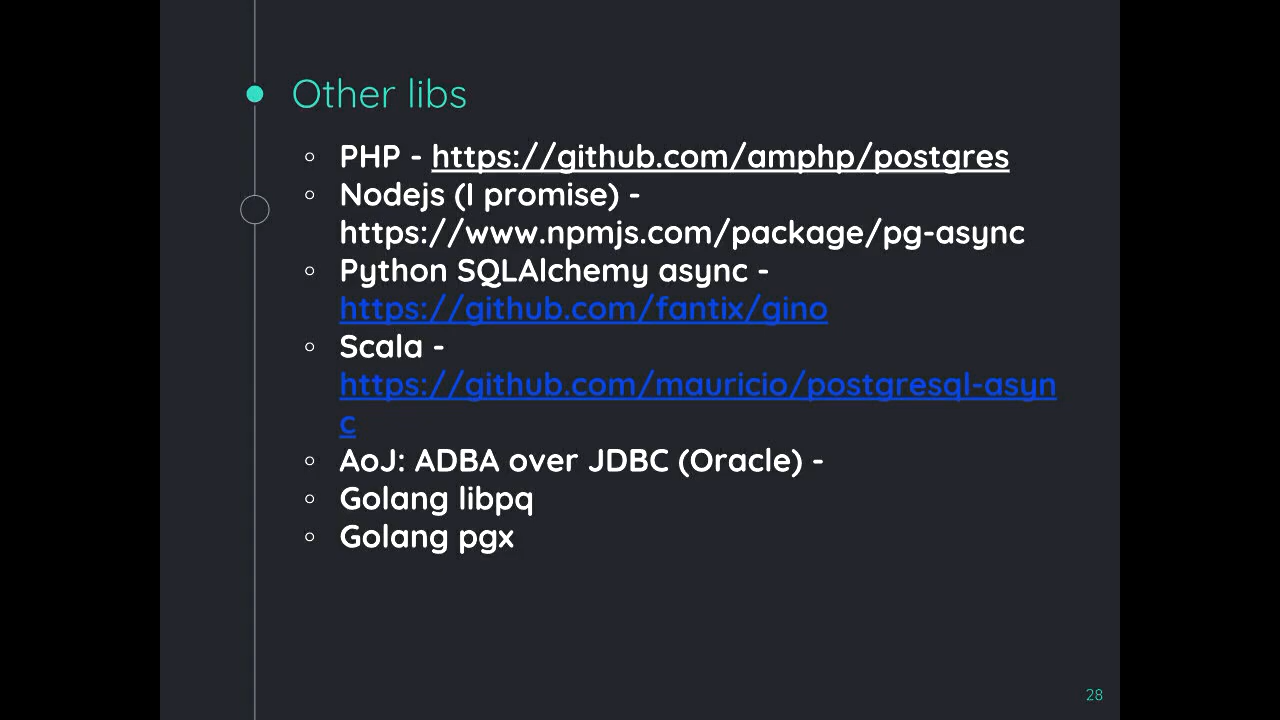 Other libs
PHP - https://github.com/amphp/postgres
Nodejs (I promise) -
https://www.npmjs.com/package/pg-async
Python SQLAlchemy async -
https://github.com/fantix/gino
Scala -
https://github.com/mauricio/postgresql-asyn
c
AoJ: ADBA over JDBC (Oracle) -
Golang libpq
Golang pgx
28